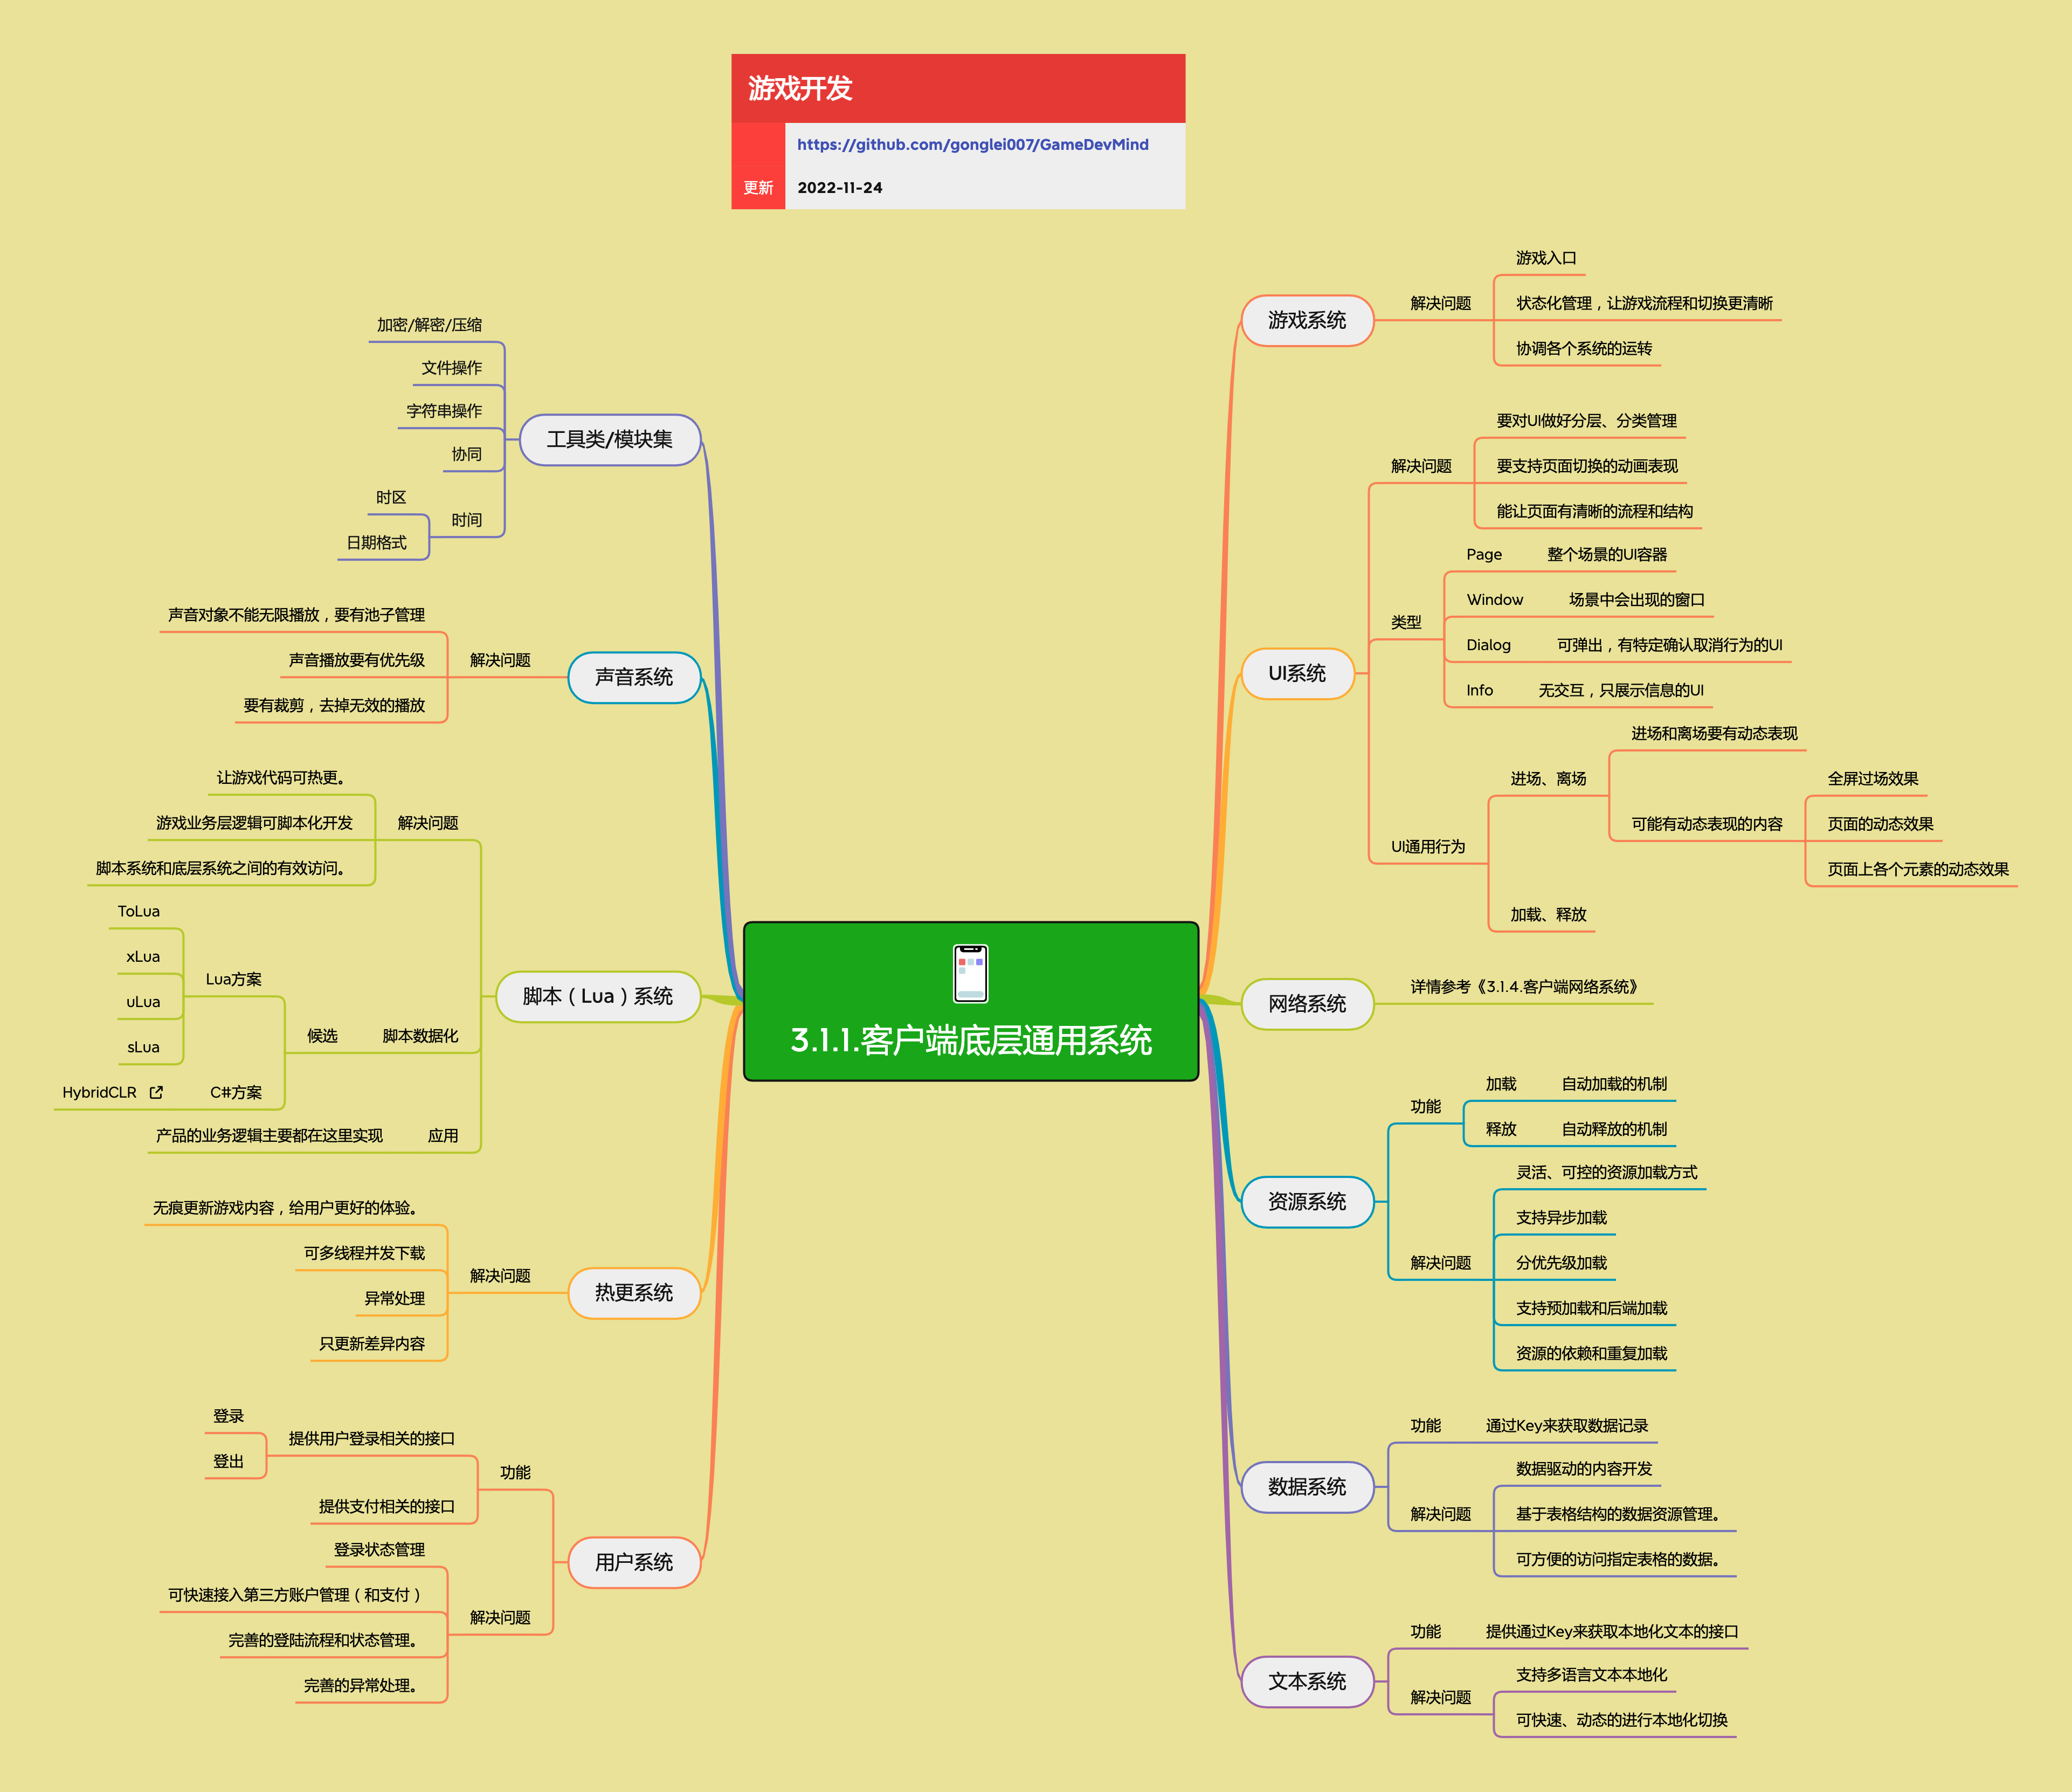 游戏开发
https://github.com/gonglei007/GameDevMind
更新
2022-11-24
3.1.1.客户端底层通用系统
游戏系统
解决问题
游戏入口
状态化管理，让游戏流程和切换更清晰
协调各个系统的运转
UI系统
解决问题
要对UI做好分层、分类管理
要支持页面切换的动画表现
能让页面有清晰的流程和结构
类型
Page
整个场景的UI容器
Window
场景中会出现的窗口
Dialog
可弹出，有特定确认取消行为的UI
Info
无交互，只展示信息的UI
UI通用行为
进场、离场
进场和离场要有动态表现
可能有动态表现的内容
全屏过场效果
页面的动态效果
页面上各个元素的动态效果
加载、释放
网络系统
详情参考《3.1.4.客户端网络系统》
资源系统
功能
加载
自动加载的机制
释放
自动释放的机制
解决问题
灵活、可控的资源加载方式
支持异步加载
分优先级加载
支持预加载和后端加载
资源的依赖和重复加载
数据系统
功能
通过Key来获取数据记录
解决问题
数据驱动的内容开发
基于表格结构的数据资源管理。
可方便的访问指定表格的数据。
文本系统
功能
提供通过Key来获取本地化文本的接口
解决问题
支持多语言文本本地化
可快速、动态的进行本地化切换
工具类/模块集
加密/解密/压缩
文件操作
字符串操作
协同
时间
时区
日期格式
声音系统
解决问题
声音对象不能无限播放，要有池子管理
声音播放要有优先级
要有裁剪，去掉无效的播放
脚本（Lua）系统
解决问题
让游戏代码可热更。
游戏业务层逻辑可脚本化开发
脚本系统和底层系统之间的有效访问。
脚本数据化
候选
Lua方案
ToLua
xLua
uLua
sLua
C#方案
HybridCLR
应用
产品的业务逻辑主要都在这里实现
热更系统
解决问题
无痕更新游戏内容，给用户更好的体验。
可多线程并发下载
异常处理
只更新差异内容
用户系统
功能
提供用户登录相关的接口
登录
登出
提供支付相关的接口
解决问题
登录状态管理
可快速接入第三方账户管理（和支付）
完善的登陆流程和状态管理。
完善的异常处理。